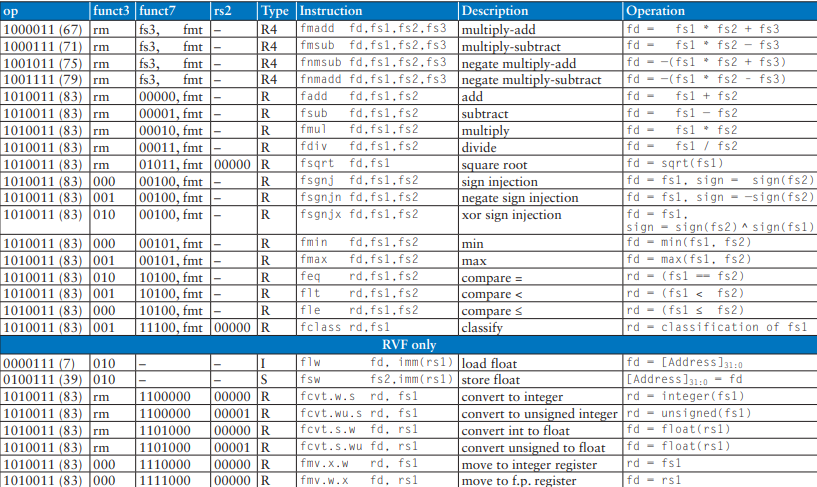 op funct3 funct7 rs2 Type Instruction Description Operation
1000011 (67) rm fs3, fmt – R4 fmadd fd,fs1,fs2,fs3 multiply-add fd = fs1 * fs2 + fs3
1000111 (71) rm fs3, fmt – R4 fmsub fd,fs1,fs2,fs3 multiply-subtract fd = fs1 * fs2 − fs3
1001011 (75) rm fs3, fmt – R4 fnmsub fd,fs1,fs2,fs3 negate multiply-add fd = −(fs1 * fs2 + fs3)
1001111 (79) rm fs3, fmt – R4 fnmadd fd,fs1,fs2,fs3 negate multiply-subtract fd = −(fs1 * fs2 - fs3)
1010011 (83) rm 00000, fmt – R fadd fd,fs1,fs2 add fd = fs1 + fs2
1010011 (83) rm 00001, fmt – R fsub fd,fs1,fs2 subtract fd = fs1 − fs2
1010011 (83) rm 00010, fmt – R fmul fd,fs1,fs2 multiply fd = fs1 * fs2
1010011 (83) rm 00011, fmt – R fdiv fd,fs1,fs2 divide fd = fs1 / fs2
1010011 (83) rm 01011, fmt 00000 R fsqrt fd,fs1 square root fd = sqrt(fs1)
1010011 (83) 000 00100, fmt – R fsgnj fd,fs1,fs2 sign injection fd = fs1, sign = sign(fs2)
1010011 (83) 001 00100, fmt – R fsgnjn fd,fs1,fs2 negate sign injection fd = fs1, sign = −sign(fs2)
1010011 (83) 010 00100, fmt – R fsgnjx fd,fs1,fs2 xor sign injection fd = fs1,
sign = sign(fs2) ^ sign(fs1)
1010011 (83) 000 00101, fmt – R fmin fd,fs1,fs2 min fd = min(fs1, fs2)
1010011 (83) 001 00101, fmt – R fmax fd,fs1,fs2 max fd = max(fs1, fs2)
1010011 (83) 010 10100, fmt – R feq rd,fs1,fs2 compare = rd = (fs1 == fs2)
1010011 (83) 001 10100, fmt – R flt rd,fs1,fs2 compare < rd = (fs1 < fs2)
1010011 (83) 000 10100, fmt – R fle rd,fs1,fs2 compare ≤ rd = (fs1 ≤ fs2)
1010011 (83) 001 11100, fmt 00000 R fclass rd,fs1 classify rd = classification of fs1
RVF only
0000111 (7) 010 – – I flw fd, imm(rs1) load float fd = [Address]31:0
0100111 (39) 010 – – S fsw fs2,imm(rs1) store float [Address]31:0 = fd
1010011 (83) rm 1100000 00000 R fcvt.w.s rd, fs1 convert to integer rd = integer(fs1)
1010011 (83) rm 1100000 00001 R fcvt.wu.s rd, fs1 convert to unsigned integer rd = unsigned(fs1)
1010011 (83) rm 1101000 00000 R fcvt.s.w fd, rs1 convert int to float fd = float(rs1)
1010011 (83) rm 1101000 00001 R fcvt.s.wu fd, rs1 convert unsigned to float fd = float(rs1)
1010011 (83) 000 1110000 00000 R fmv.x.w rd, fs1 move to integer register rd = fs1
1010011 (83) 000 1111000 00000 R fmv.w.x fd, rs1 move to f.p. register fd = rs1